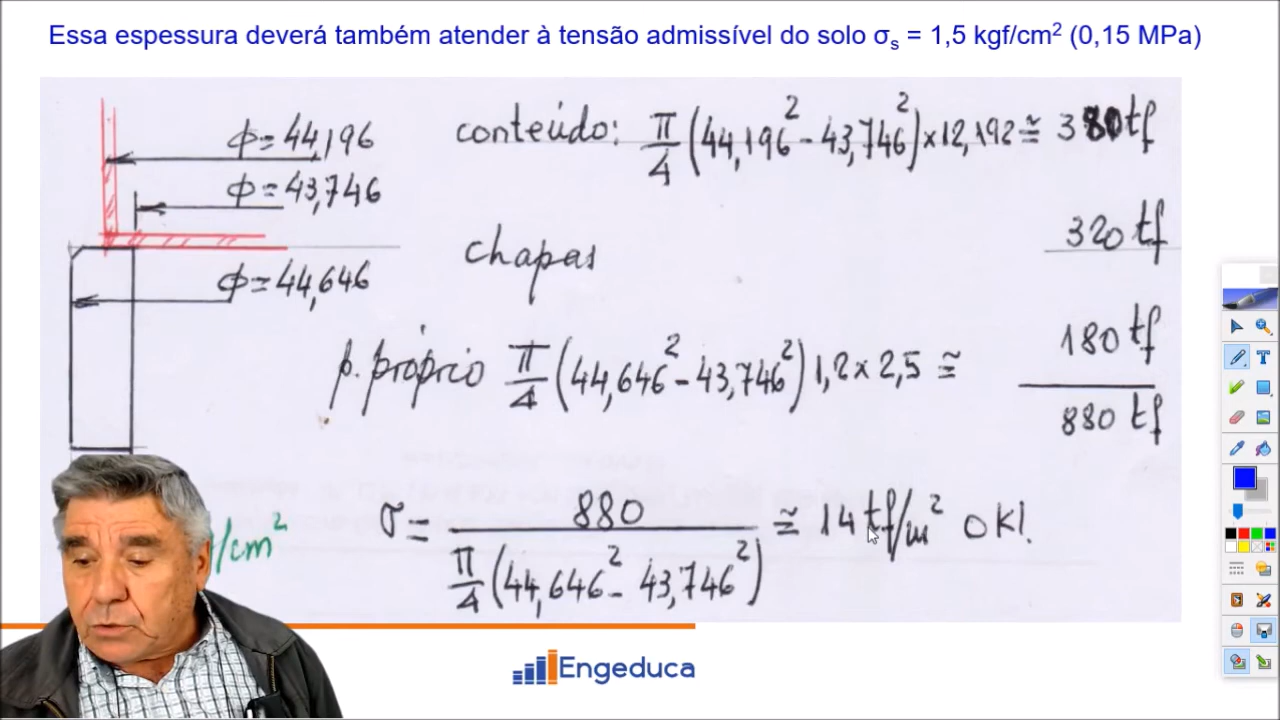 Essa espessura deverá também atender à tensão admissível do solo σs = 1,5 kgf/cm² (0,15 MPa)
ϕ=44,196
conteúdo: π/4 (44,196² - 43,746²) x 12,192 ≅ 380 tf
ϕ=43,746
chapas 320 tf
ϕ=44,646
p. próprio π/4 (44,646² - 43,746²) 1,2 x 2,5 ≅ 180 tf
880 tf
σ = 880 / π/4 (44,646² - 43,746²) ≅ 14 tf/m² ok!
/cm²
Engeduca
T